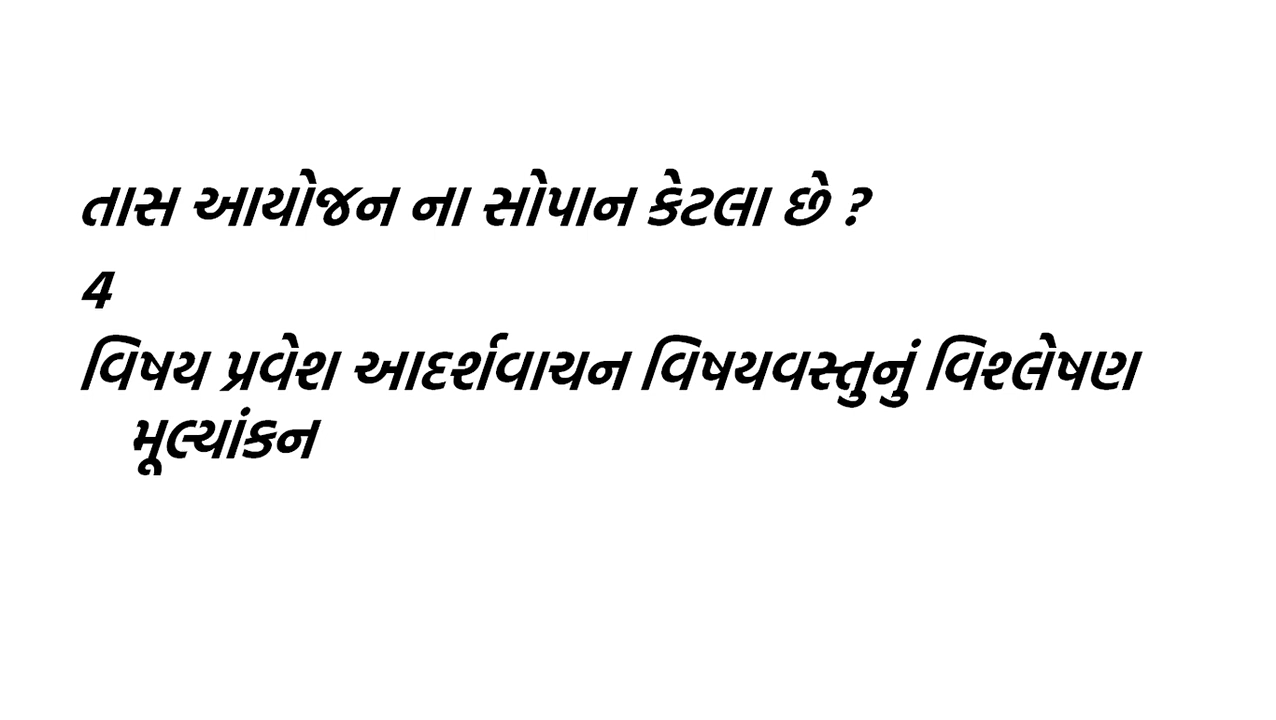 તાસ આયોજન ના સોપાન કેટલા છે ?
4
વિષય પ્રવેશ આદર્શવાચન વિષયવસ્તુનું વિશ્લેષણ
મૂલ્યાંકન